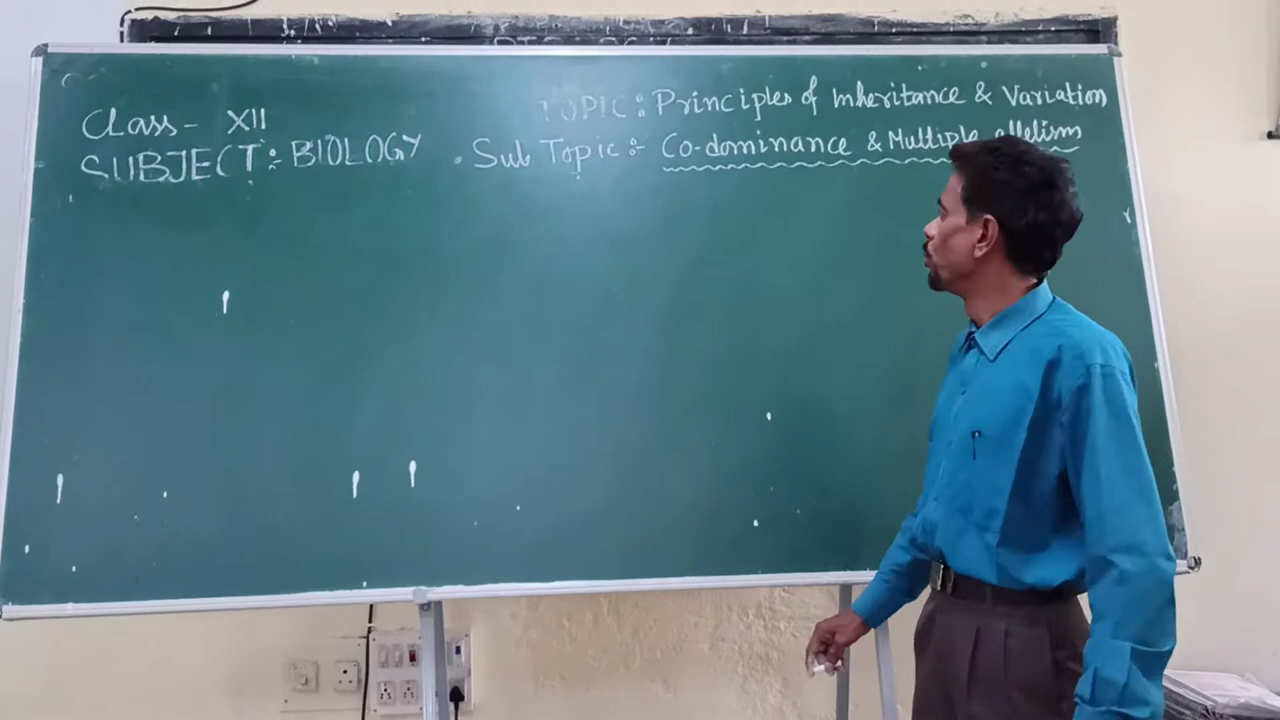 Class - XII
SUBJECT :- BIOLOGY
TOPIC : Principles of Inheritance & Variation
Sub Topic :- Co-dominance & Multiple allelism